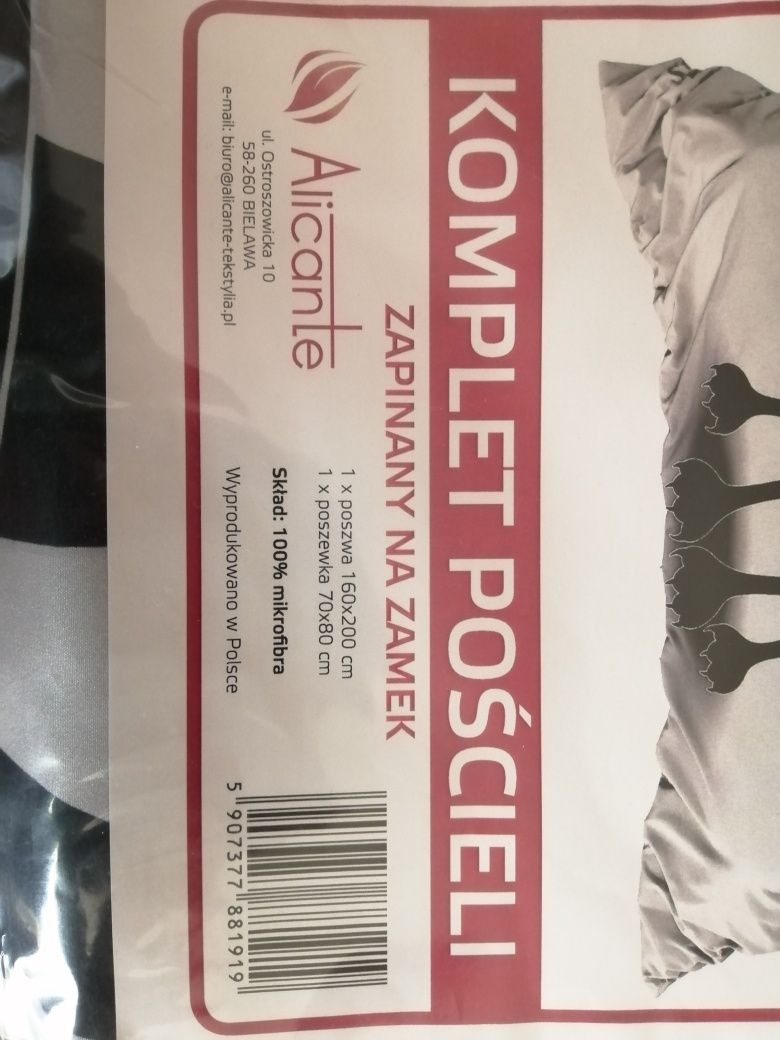 KOMPLET POŚCIELI
ZAPINANY NA ZAMEK
Alicante
ul. Ostroszowicka 10
58-260 BIELAWA
e-mail: biuro@alicante-tekstylia.pl
1 x poszwa 160x200 cm
1 x poszewka 70x80 cm
Skład: 100% mikrofibra
Wyprodukowano w Polsce
5 907377 881919